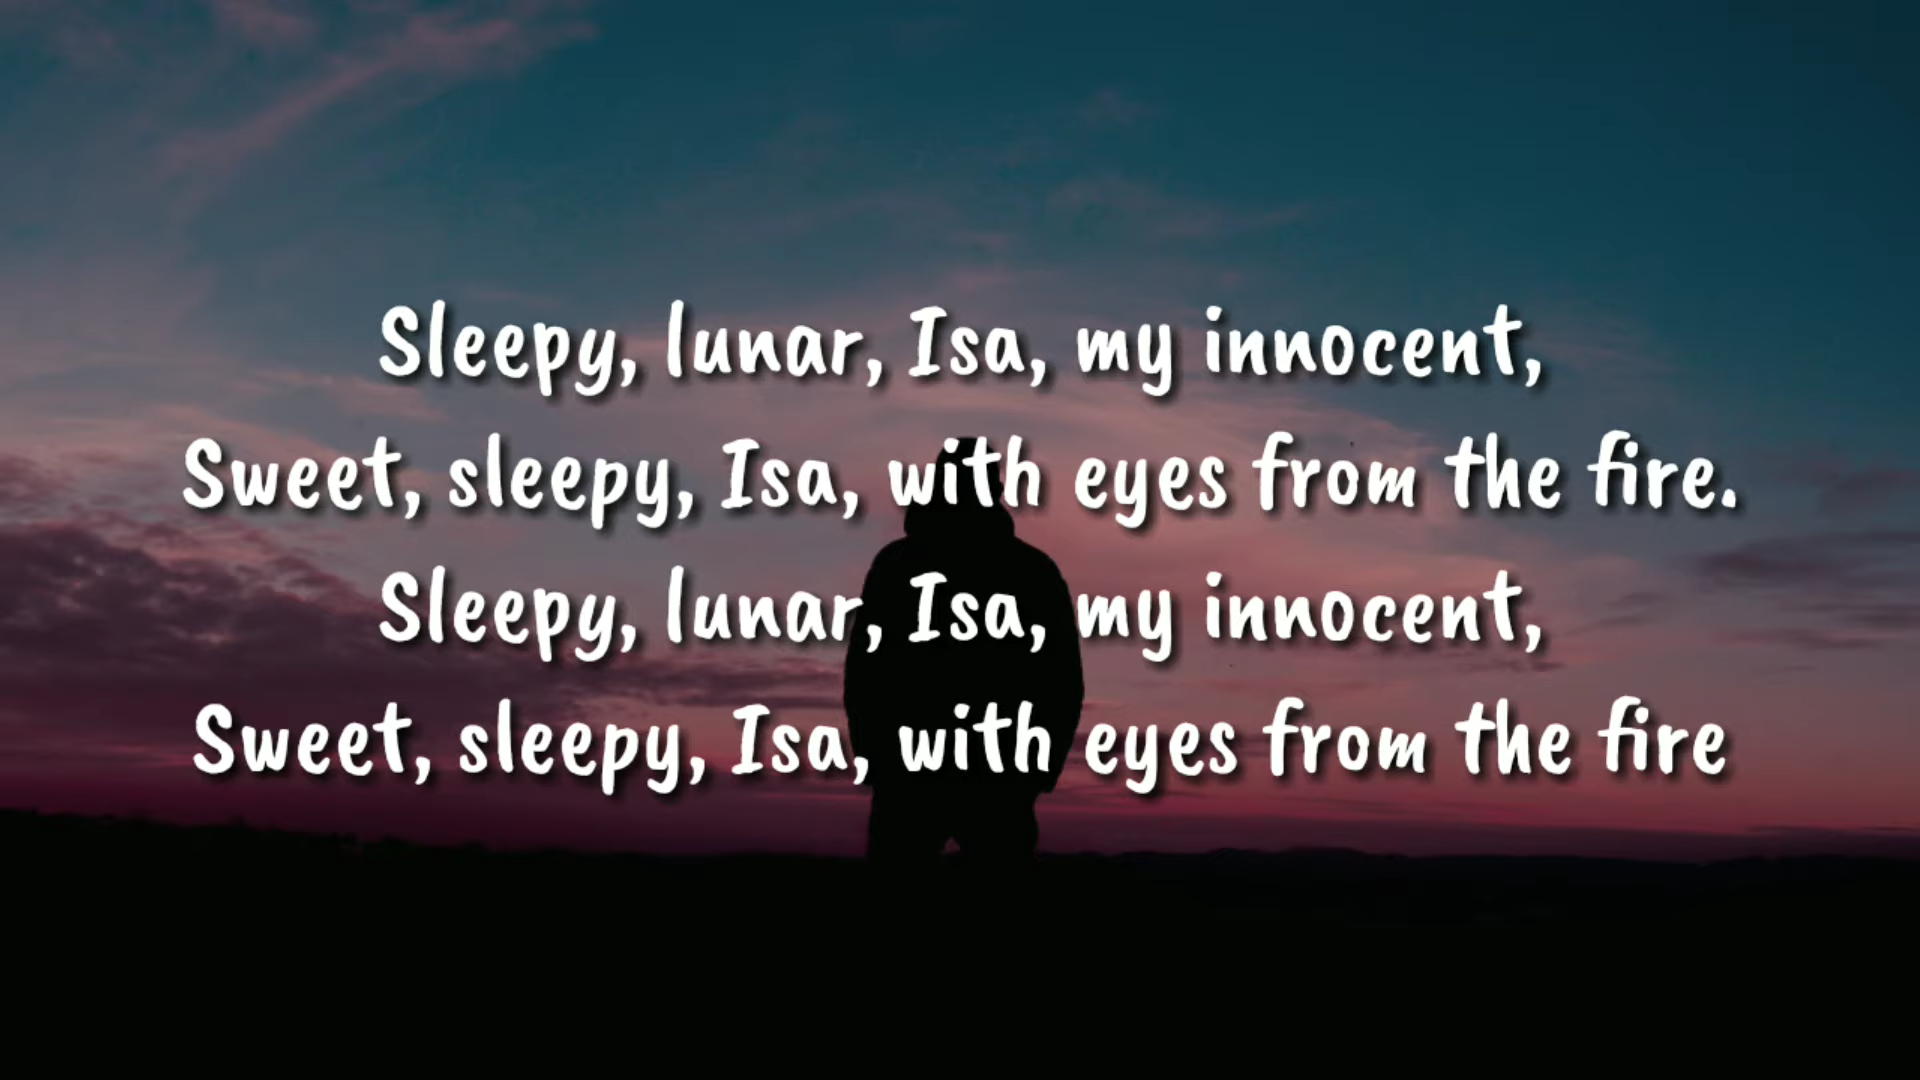 Sleepy, lunar, Isa, my innocent,
Sweet, sleepy, Isa, with eyes from the fire.
Sleepy, lunar, Isa, my innocent,
Sweet, sleepy, Isa, with eyes from the fire